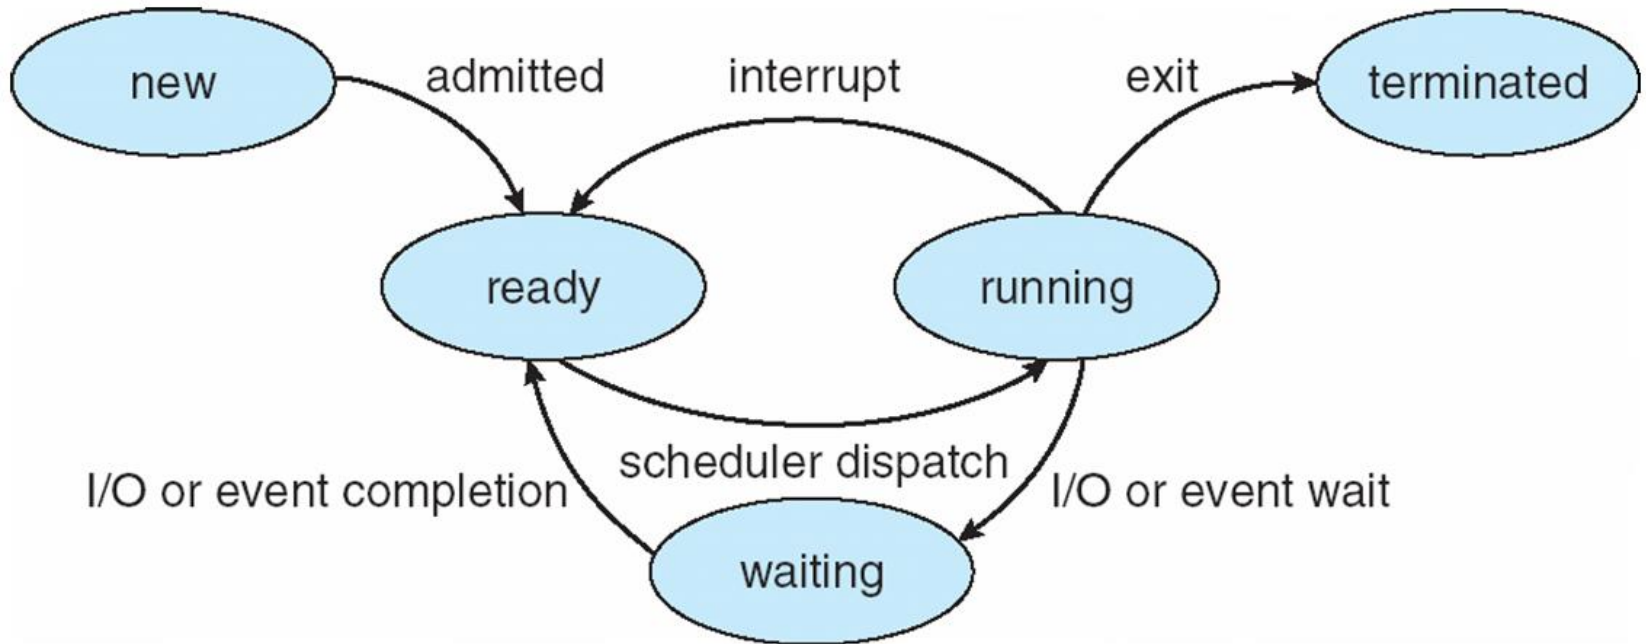 new
admitted
interrupt
exit
terminated
ready
running
scheduler dispatch
I/O or event completion
I/O or event wait
waiting